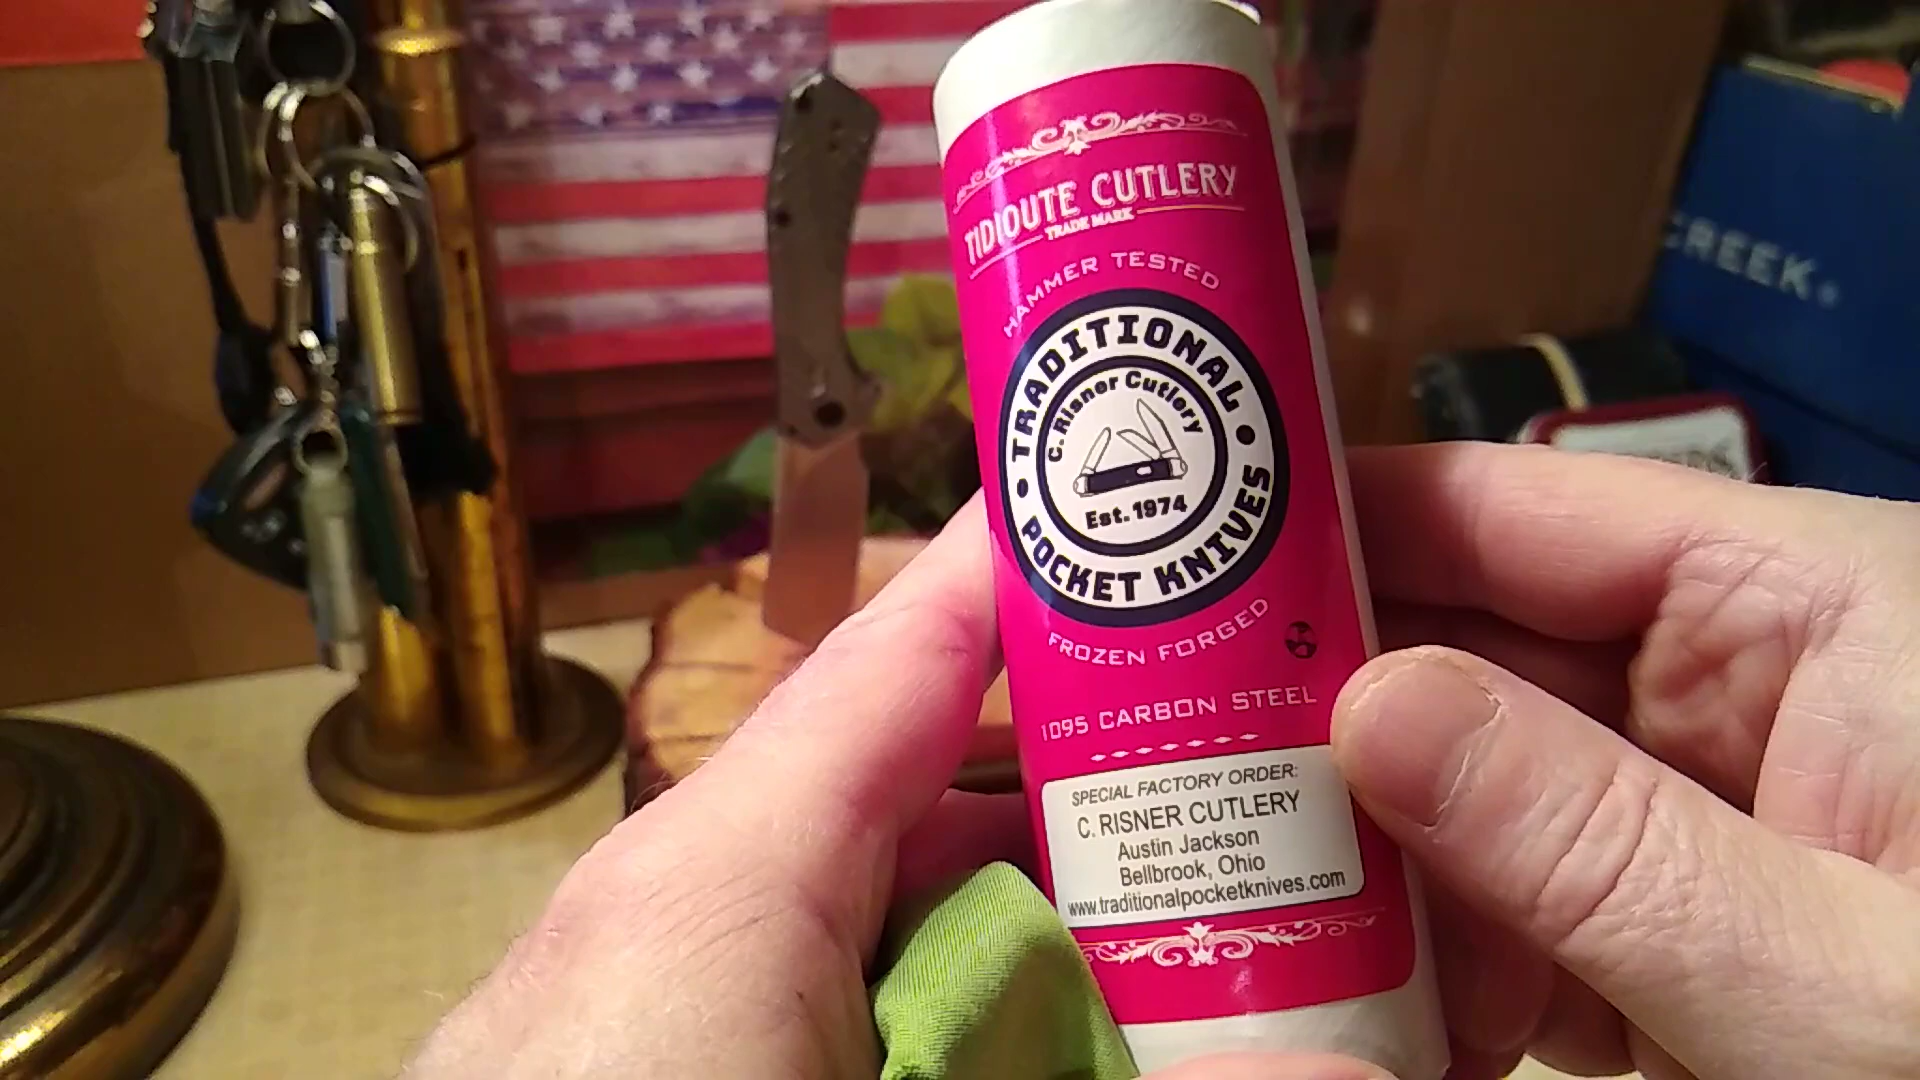 TIDIOUTE CUTLERY
TRADE MARK
HAMMER TESTED
TRADITIONAL
C. Risner Cutlery
Est. 1974
POCKET KNIVES
FROZEN FORGED
1095 CARBON STEEL
SPECIAL FACTORY ORDER:
C. RISNER CUTLERY
Austin Jackson
Bellbrook, Ohio
www.traditionalpocketknives.com
CREEK